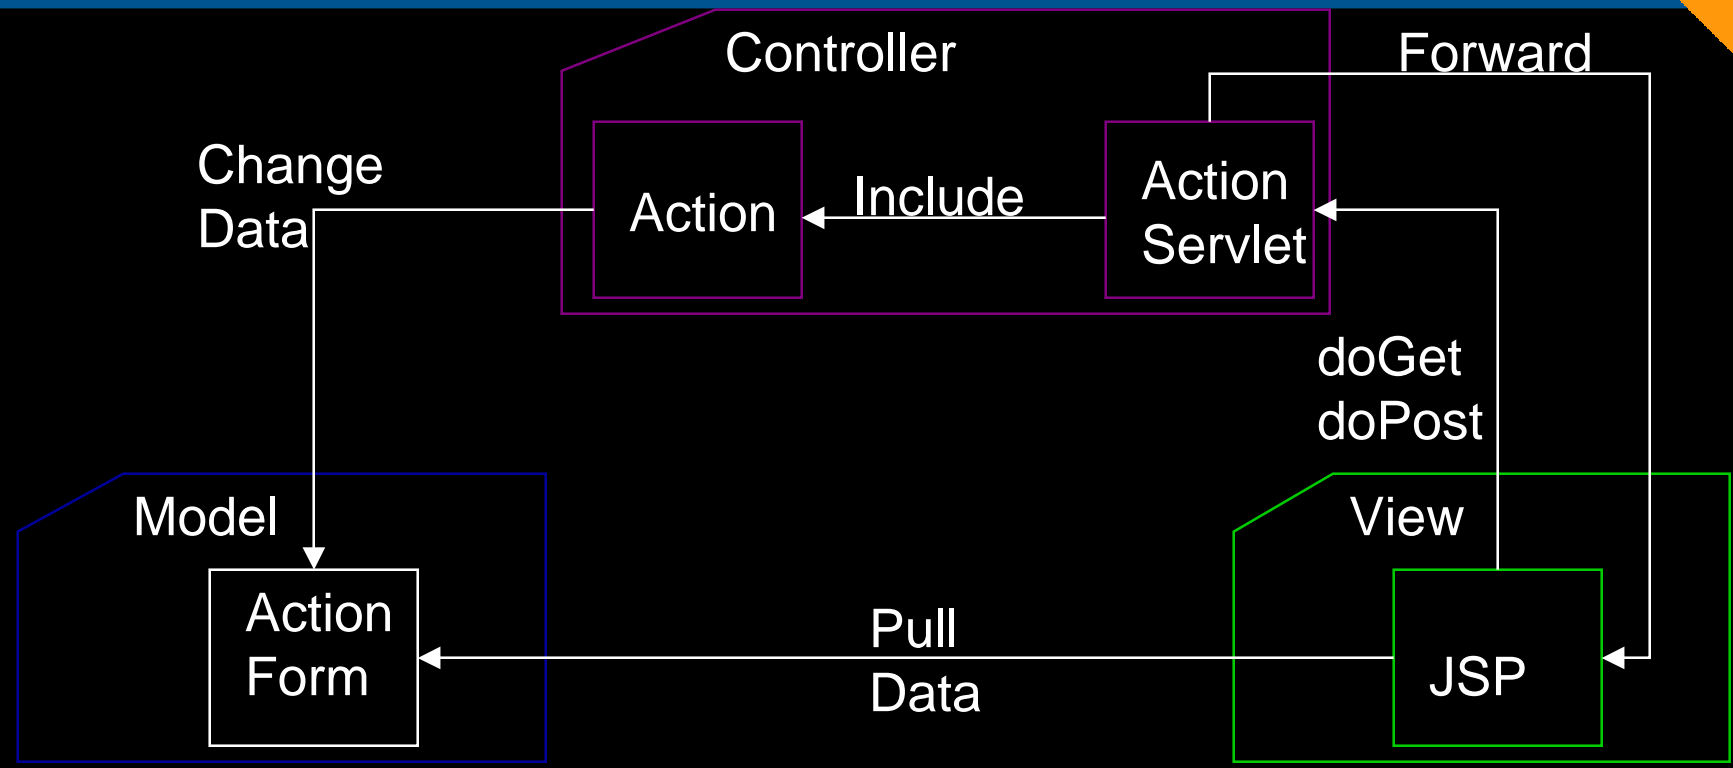 Controller
Forward
Change
Data
Action
Include
Action
Servlet
doGet
doPost
Model
View
Action
Form
Pull
Data
JSP